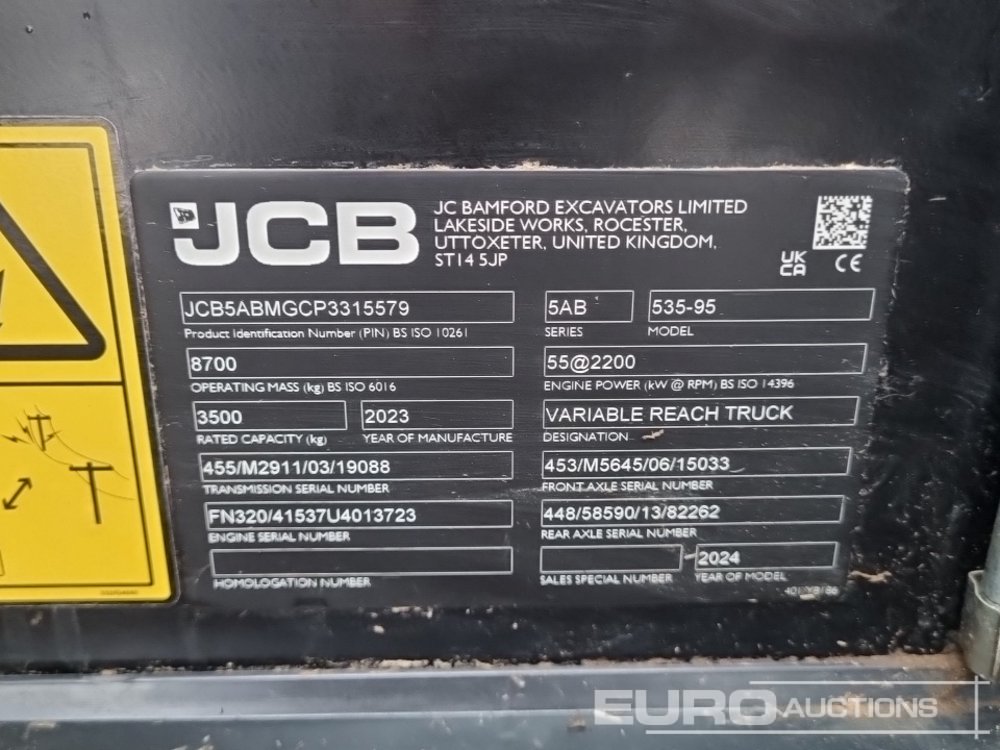 JCB
JC BAMFORD EXCAVATORS LIMITED
LAKESIDE WORKS, ROCESTER,
UTTOXETER, UNITED KINGDOM,
ST14 5JP
UK
CA
CE
JCB5ABMGCP3315579
Product Identification Number (PIN) BS ISO 10261
5AB
SERIES
535-95
MODEL
8700
OPERATING MASS (kg) BS ISO 6016
55@2200
ENGINE POWER (kW @ RPM) BS ISO 14396
3500
RATED CAPACITY (kg)
2023
YEAR OF MANUFACTURE
VARIABLE REACH TRUCK
DESIGNATION
455/M2911/03/19088
TRANSMISSION SERIAL NUMBER
453/M5645/06/15033
FRONT AXLE SERIAL NUMBER
FN320/41537U4013723
ENGINE SERIAL NUMBER
448/58590/13/82262
REAR AXLE SERIAL NUMBER
HOMOLOGATION NUMBER
SALES SPECIAL NUMBER
2024
YEAR OF MODEL
EURO AUCTIONS